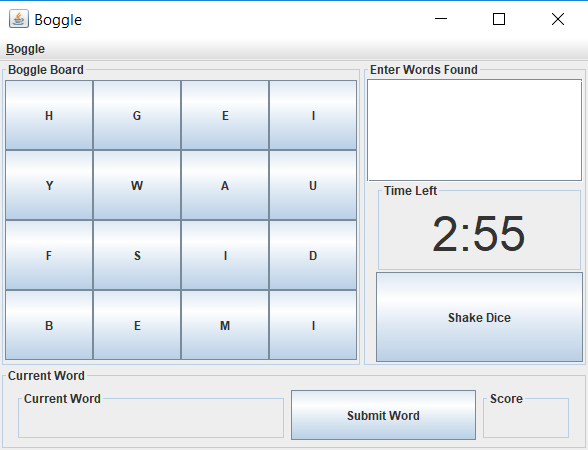 Boggle
Boggle
Boggle Board
Enter Words Found
H G E I
Y W A U
F S I D
B E M I
Time Left
2:55
Shake Dice
Current Word
Current Word
Submit Word
Score